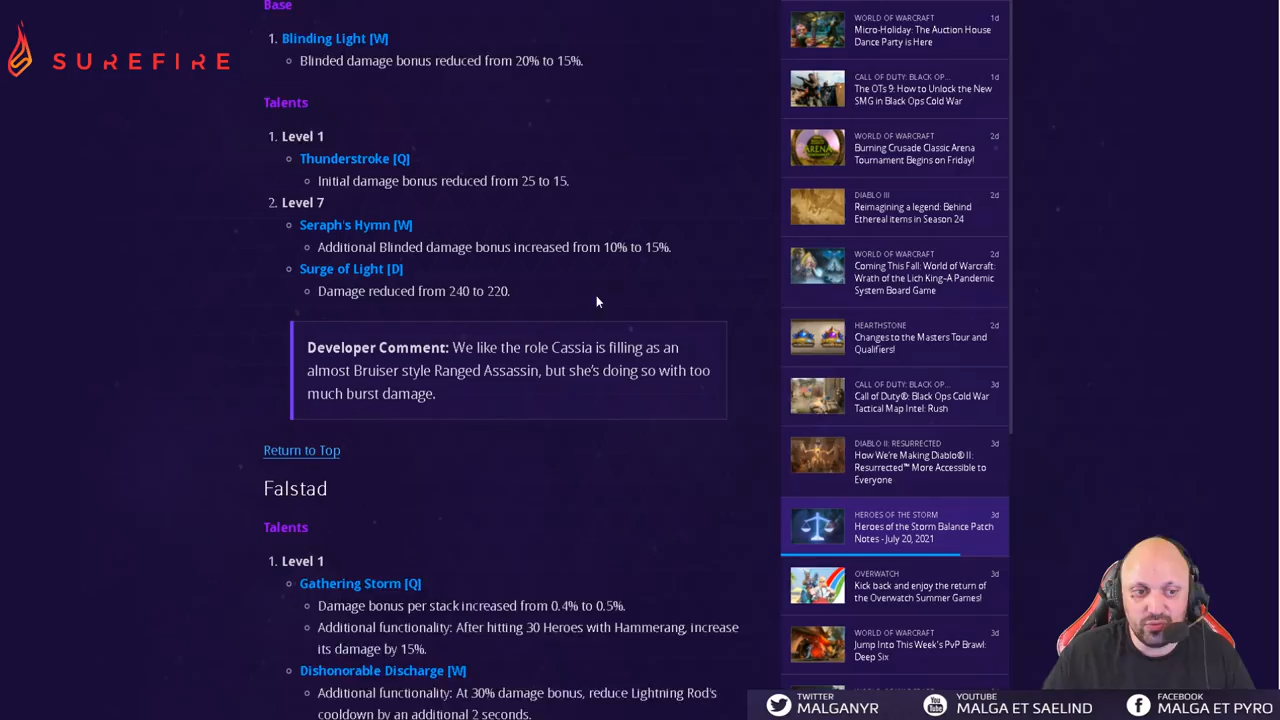 Base
SUREFIRE
1. Blinding Light [W]
Blinded damage bonus reduced from 20% to 15%.
Talents
1. Level 1
Thunderstroke [Q]
Initial damage bonus reduced from 25 to 15.
2. Level 7
Seraph's Hymn [W]
Additional Blinded damage bonus increased from 10% to 15%.
Surge of Light [D]
Damage reduced from 240 to 220.
Developer Comment: We like the role Cassia is filling as an
almost Bruiser style Ranged Assassin, but she's doing so with too
much burst damage.
Return to Top
Falstad
Talents
1. Level 1
Gathering Storm [Q]
Damage bonus per stack increased from 0.4% to 0.5%.
Additional functionality: After hitting 30 Heroes with Hammerang, increase
its damage by 15%.
Dishonorable Discharge [W]
Additional functionality: At 30% damage bonus, reduce Lightning Rod's
cooldown by an additional 2 seconds.
WORLD OF WARCRAFT 1d
Micro-Holiday: The Auction House
Dance Party is Here
CALL OF DUTY: BLACK OP... 1d
The OTs 9: How to Unlock the New
SMG in Black Ops Cold War
WORLD OF WARCRAFT 2d
Burning Crusade Classic Arena
Tournament Begins on Friday!
DIABLO III 2d
Reimagining a legend: Behind
Ethereal items in Season 24
WORLD OF WARCRAFT 2d
Coming This Fall: World of Warcraft:
Wrath of the Lich King–A Pandemic
System Board Game
HEARTHSTONE 2d
Changes to the Masters Tour and
Qualifiers!
CALL OF DUTY: BLACK OP... 3d
Call of Duty®: Black Ops Cold War
Tactical Map Intel: Rush
DIABLO II: RESURRECTED 3d
How We're Making Diablo® II:
Resurrected™ More Accessible to
Everyone
HEROES OF THE STORM 3d
Heroes of the Storm Balance Patch
Notes - July 20, 2021
OVERWATCH 3d
Kick back and enjoy the return of
the Overwatch Summer Games!
WORLD OF WARCRAFT 3d
Jump Into This Week's PvP Brawl:
Deep Six
TWITTER
MALGANYR
YOUTUBE
MALGA ET SAELIND
FACEBOOK
MALGA ET PYRO